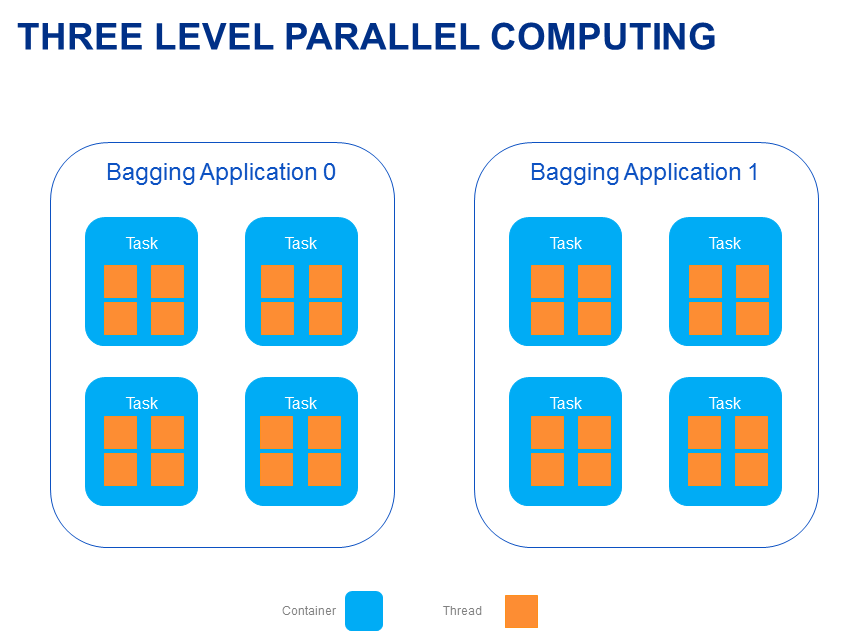 THREE LEVEL PARALLEL COMPUTING
Bagging Application 0
Task
Task
Task
Task
Bagging Application 1
Task
Task
Task
Task
Container
Thread